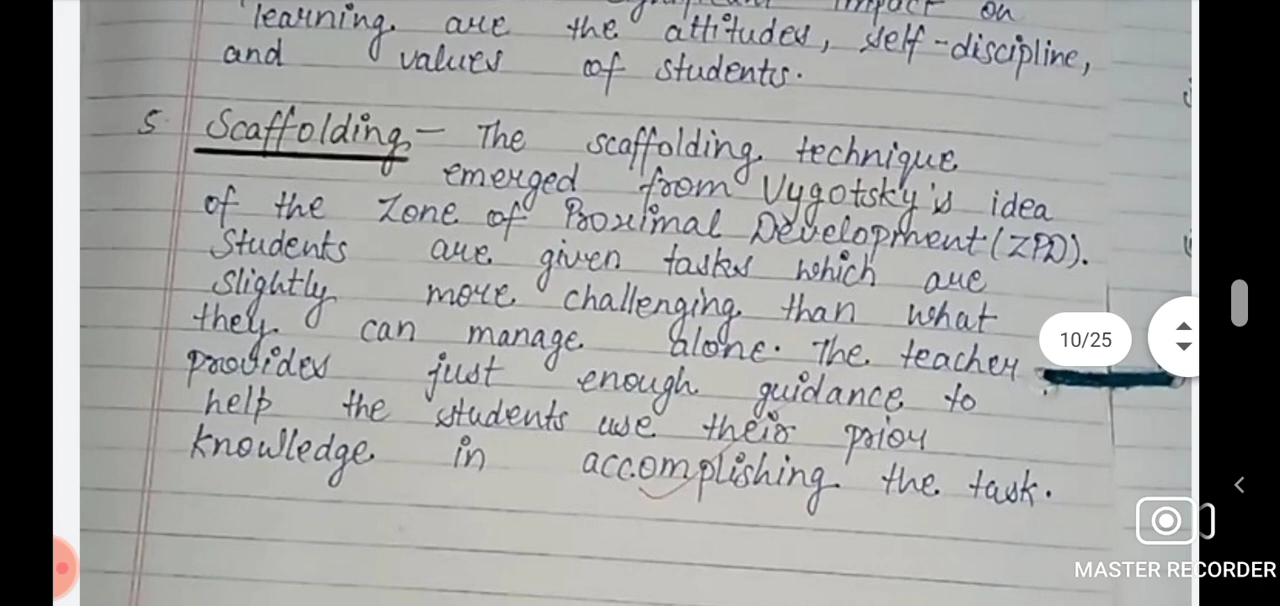 impact on
learning are the attitudes, self-discipline,
and values of students.
5. Scaffolding - The scaffolding technique
emerged from Vygotsky's idea
of the Zone of Proximal Development (ZPD).
Students are given tasks which are
slightly more challenging than what
they can manage alone. The teacher
provides just enough guidance to
help the students use their prior
knowledge in accomplishing the task.
10/25
MASTER RECORDER